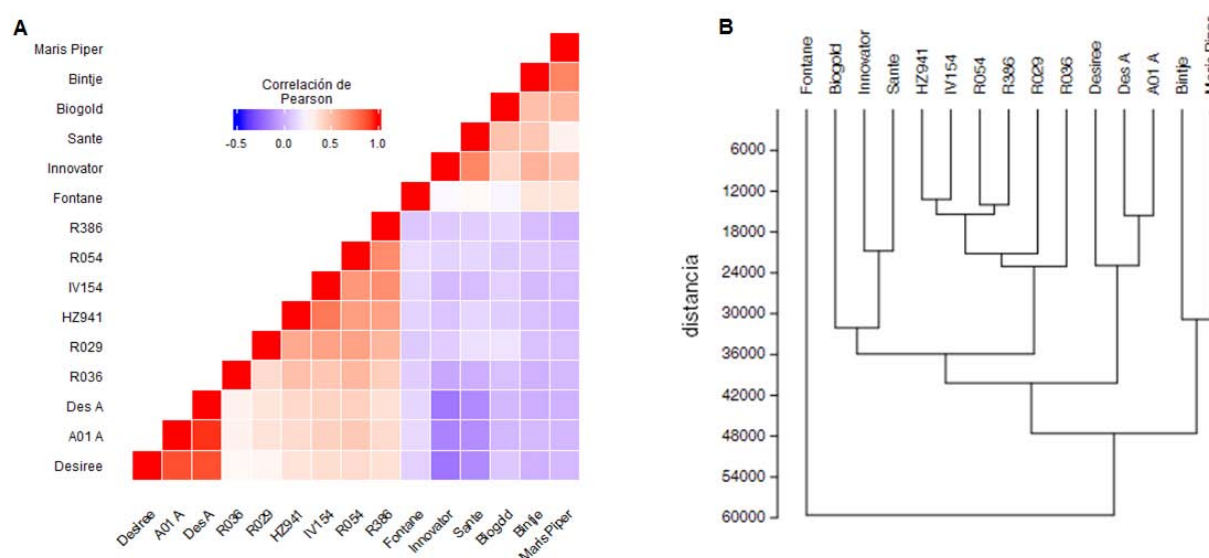 A
Maris Piper
Bintje
Biogold
Sante
Innovator
Fontane
R386
R054
IV154
HZ941
R029
R036
Des A
A01 A
Desiree
Correlación de
Pearson
-0.5 0.0 0.5 1.0
Desiree A01 A Des A R036 R029 HZ941 IV154 R054 R386 Fontane Innovator Sante Biogold Bintje Maris Piper
B
Fontane Biogold Innovator Sante HZ941 IV154 R054 R386 R029 R036 Desiree Des A A01 A Bintje Maris Piper
distancia
6000
12000
18000
24000
30000
36000
42000
48000
54000
60000